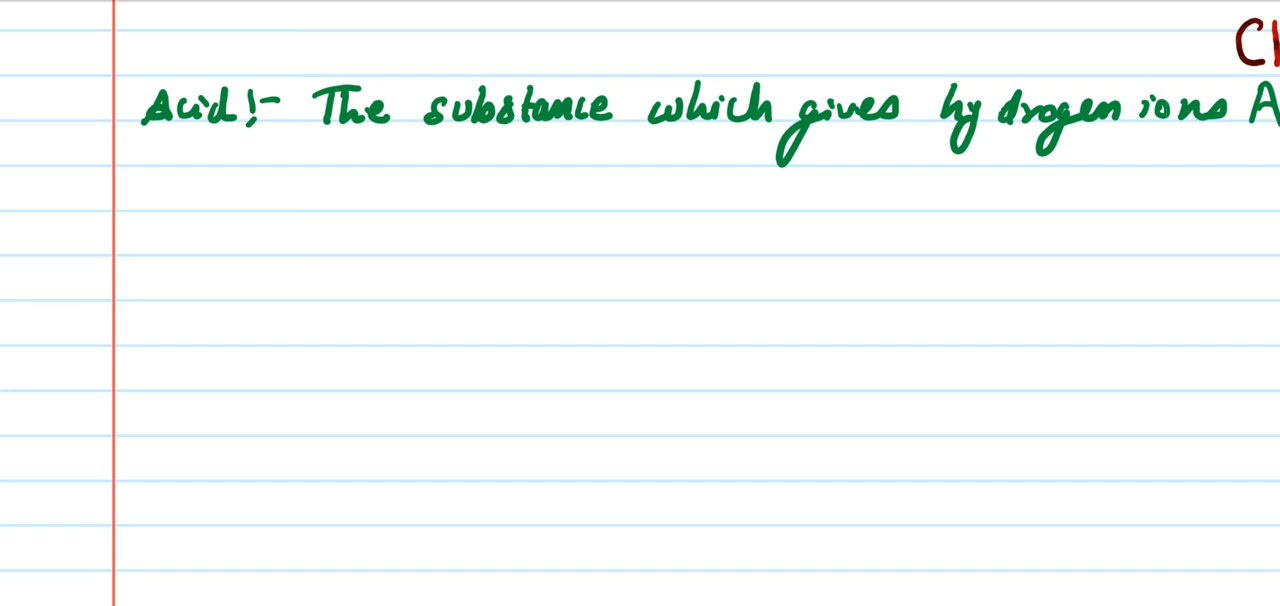 Acid:- The substance which gives hydrogen ions